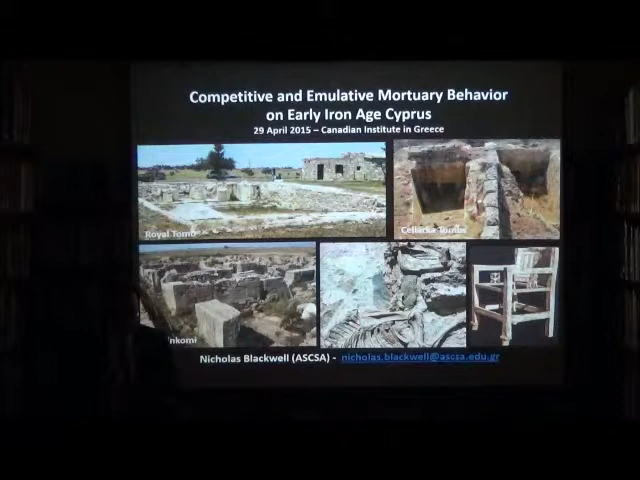 Competitive and Emulative Mortuary Behavior
on Early Iron Age Cyprus
29 April 2015 – Canadian Institute in Greece
Royal Tomb
Cellarka Tombs
nkomi
Nicholas Blackwell (ASCSA) - nicholas.blackwell@ascsa.edu.gr